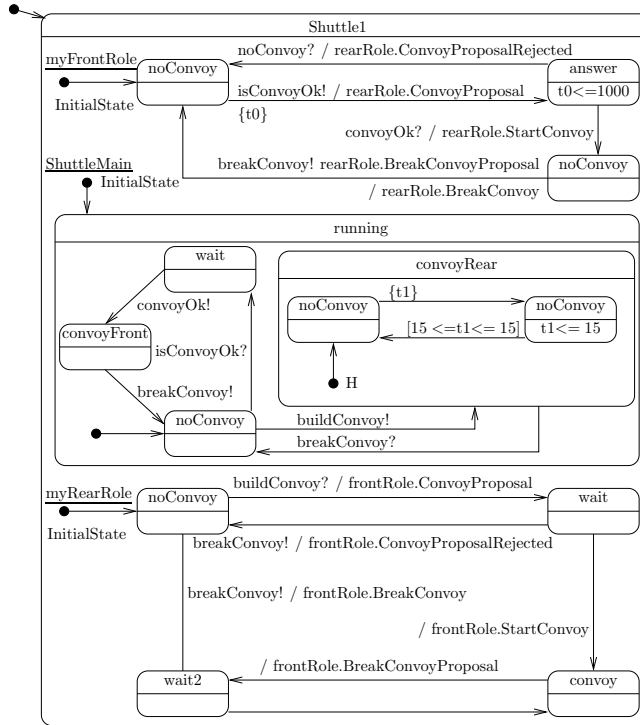 Shuttle1
myFrontRole
noConvoy
noConvoy? / rearRole.ConvoyProposalRejected
answer
InitialState
isConvoyOk! / rearRole.ConvoyProposal
t0<=1000
{t0}
convoyOk? / rearRole.StartConvoy
ShuttleMain
InitialState
breakConvoy! rearRole.BreakConvoyProposal
noConvoy
/ rearRole.BreakConvoy
running
wait
convoyRear
convoyOk!
noConvoy
{t1}
noConvoy
convoyFront
isConvoyOk?
[15 <=t1<= 15]
t1<= 15
breakConvoy!
H
noConvoy
buildConvoy!
breakConvoy?
myRearRole
noConvoy
buildConvoy? / frontRole.ConvoyProposal
wait
InitialState
breakConvoy! / frontRole.ConvoyProposalRejected
breakConvoy! / frontRole.BreakConvoy
/ frontRole.StartConvoy
wait2
/ frontRole.BreakConvoyProposal
convoy